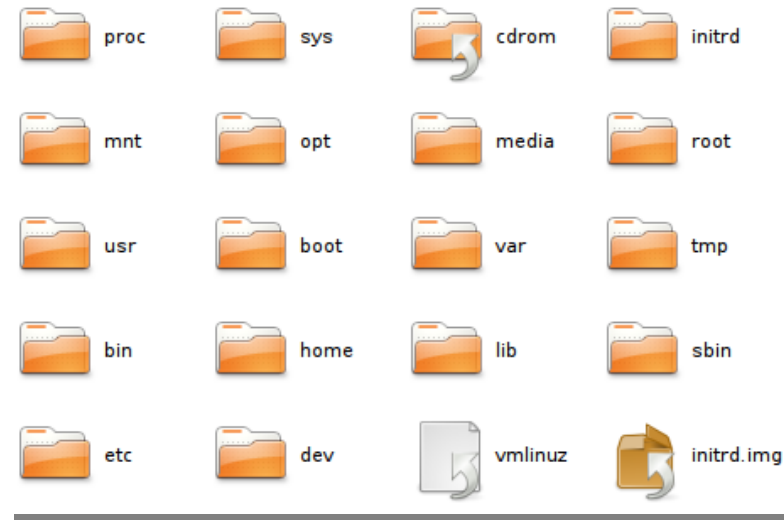 proc sys cdrom initrd
mnt opt media root
usr boot var tmp
bin home lib sbin
etc dev vmlinuz initrd.img